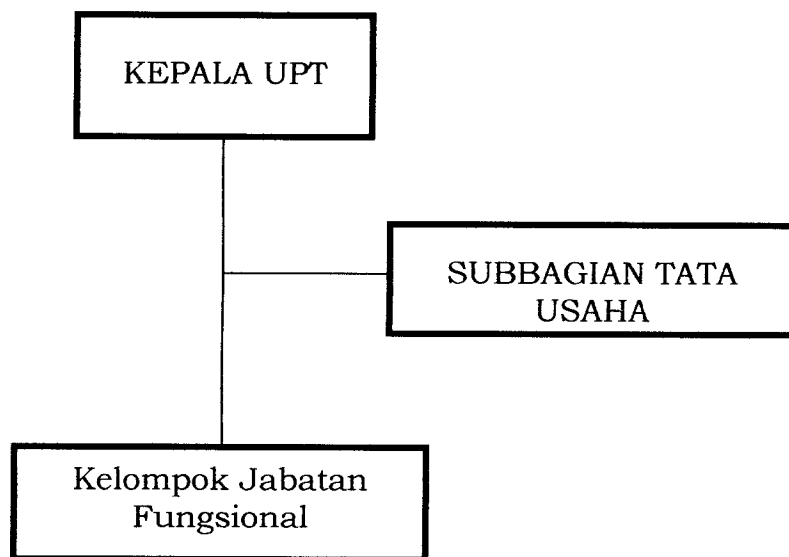 KEPALA UPT
SUBBAGIAN TATA
USAHA
Kelompok Jabatan
Fungsional